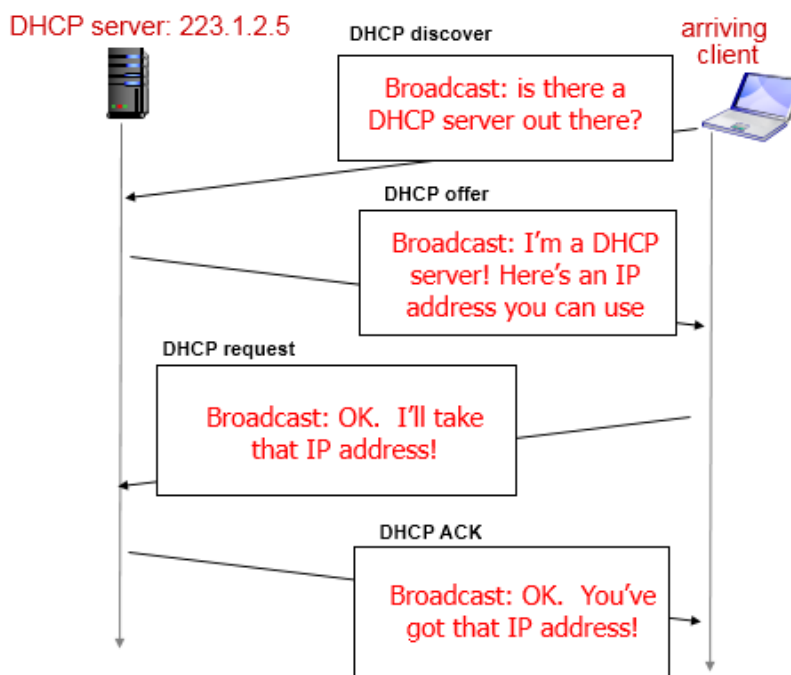 DHCP server: 223.1.2.5
DHCP discover
arriving
client
Broadcast: is there a
DHCP server out there?
DHCP offer
Broadcast: I’m a DHCP
server! Here’s an IP
address you can use
DHCP request
Broadcast: OK.  I’ll take
that IP address!
DHCP ACK
Broadcast: OK.  You’ve
got that IP address!